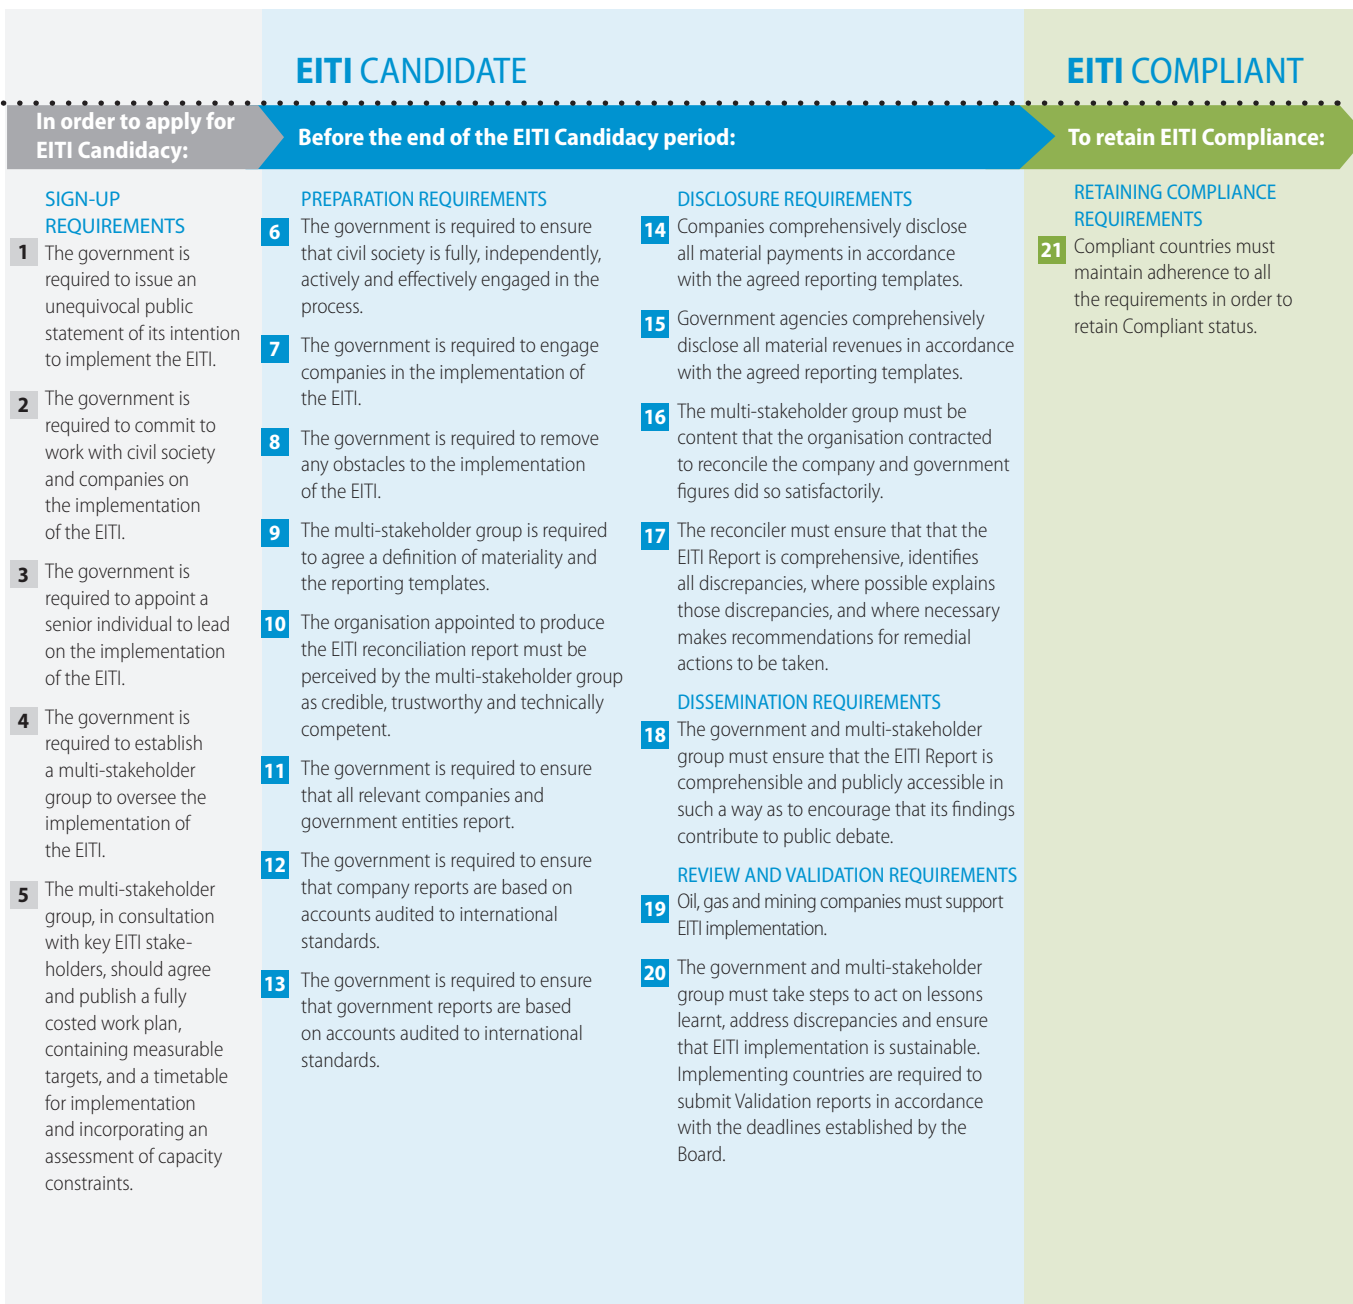 EITI CANDIDATE
EITI COMPLIANT
In order to apply for
EITI Candidacy:
Before the end of the EITI Candidacy period:
To retain EITI Compliance:
SIGN-UP
REQUIREMENTS
1 The government is
required to issue an
unequivocal public
statement of its intention
to implement the EITI.
2 The government is
required to commit to
work with civil society
and companies on
the implementation
of the EITI.
3 The government is
required to appoint a
senior individual to lead
on the implementation
of the EITI.
4 The government is
required to establish
a multi-stakeholder
group to oversee the
implementation of
the EITI.
5 The multi-stakeholder
group, in consultation
with key EITI stake-
holders, should agree
and publish a fully
costed work plan,
containing measurable
targets, and a timetable
for implementation
and incorporating an
assessment of capacity
constraints.
PREPARATION REQUIREMENTS
6 The government is required to ensure
that civil society is fully, independently,
actively and effectively engaged in the
process.
7 The government is required to engage
companies in the implementation of
the EITI.
8 The government is required to remove
any obstacles to the implementation
of the EITI.
9 The multi-stakeholder group is required
to agree a definition of materiality and
the reporting templates.
10 The organisation appointed to produce
the EITI reconciliation report must be
perceived by the multi-stakeholder group
as credible, trustworthy and technically
competent.
11 The government is required to ensure
that all relevant companies and
government entities report.
12 The government is required to ensure
that company reports are based on
accounts audited to international
standards.
13 The government is required to ensure
that government reports are based
on accounts audited to international
standards.
DISCLOSURE REQUIREMENTS
14 Companies comprehensively disclose
all material payments in accordance
with the agreed reporting templates.
15 Government agencies comprehensively
disclose all material revenues in accordance
with the agreed reporting templates.
16 The multi-stakeholder group must be
content that the organisation contracted
to reconcile the company and government
figures did so satisfactorily.
17 The reconciler must ensure that that the
EITI Report is comprehensive, identifies
all discrepancies, where possible explains
those discrepancies, and where necessary
makes recommendations for remedial
actions to be taken.
DISSEMINATION REQUIREMENTS
18 The government and multi-stakeholder
group must ensure that the EITI Report is
comprehensible and publicly accessible in
such a way as to encourage that its findings
contribute to public debate.
REVIEW AND VALIDATION REQUIREMENTS
19 Oil, gas and mining companies must support
EITI implementation.
20 The government and multi-stakeholder
group must take steps to act on lessons
learnt, address discrepancies and ensure
that EITI implementation is sustainable.
Implementing countries are required to
submit Validation reports in accordance
with the deadlines established by the
Board.
RETAINING COMPLIANCE
REQUIREMENTS
21 Compliant countries must
maintain adherence to all
the requirements in order to
retain Compliant status.